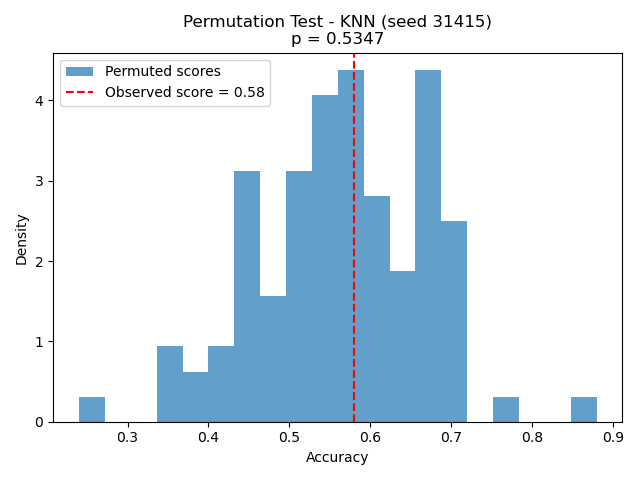 Permutation Test - KNN (seed 31415)
p = 0.5347
Permuted scores
Observed score = 0.58
Density
4
3
2
1
0
0.3 0.4 0.5 0.6 0.7 0.8 0.9
Accuracy